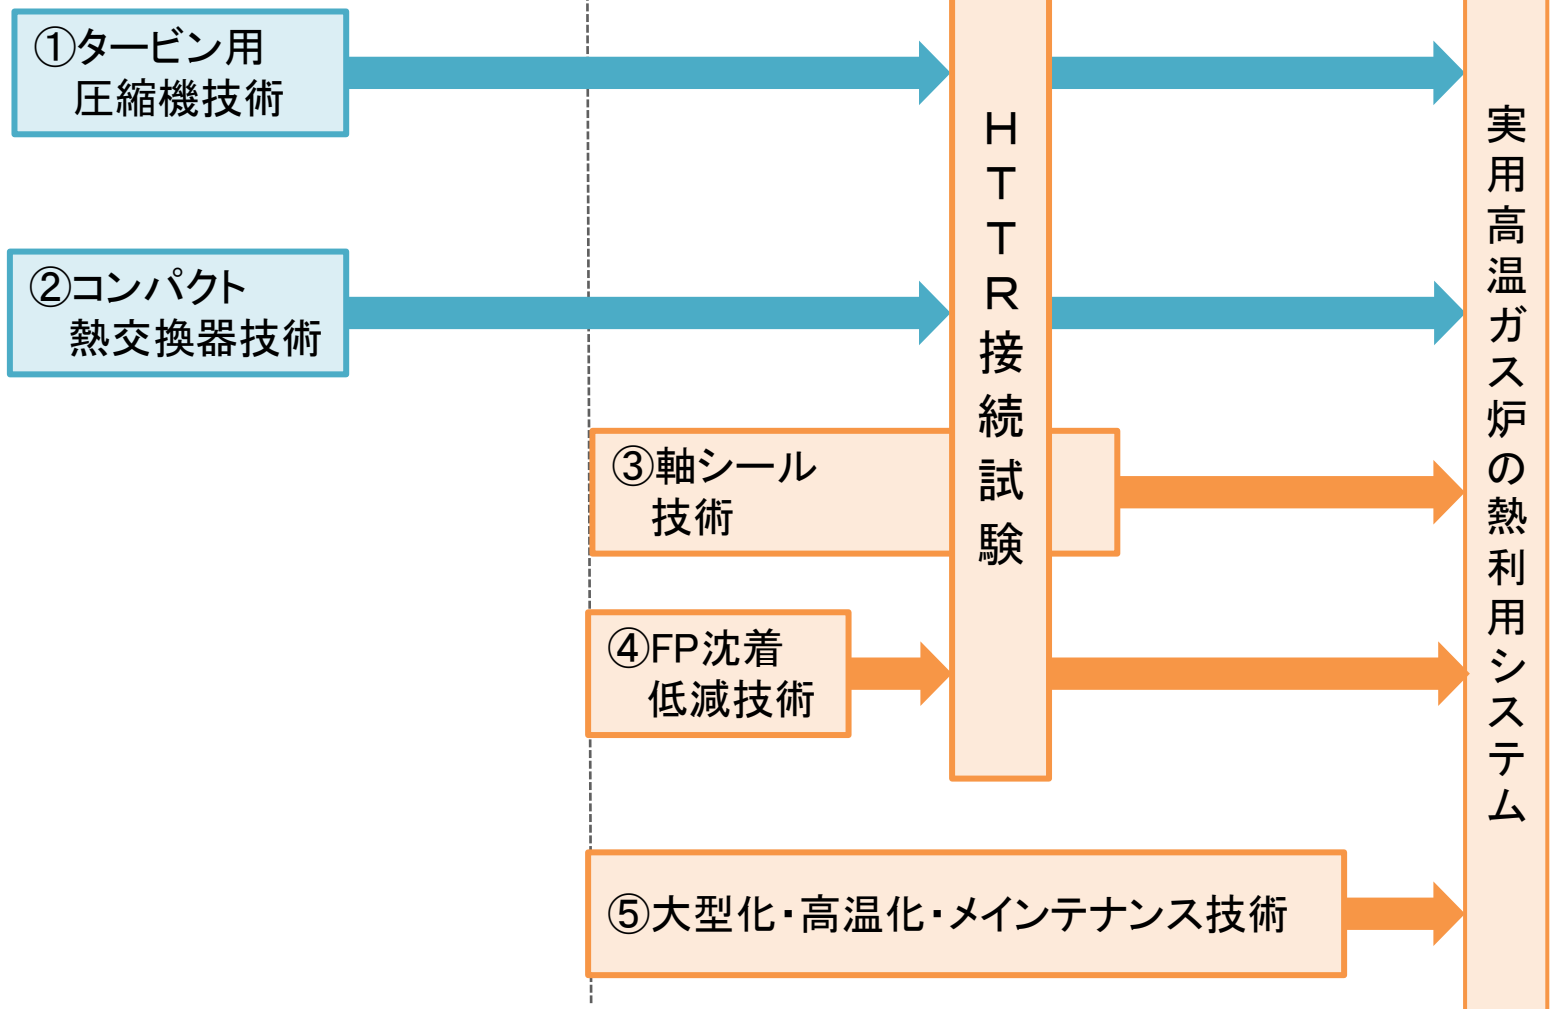 ①タービン用
圧縮機技術
②コンパクト
熱交換器技術
③軸シール
技術
④FP沈着
低減技術
⑤大型化・高温化・メインテナンス技術
HTTR接続試験
実用高温ガス炉の熱利用システム